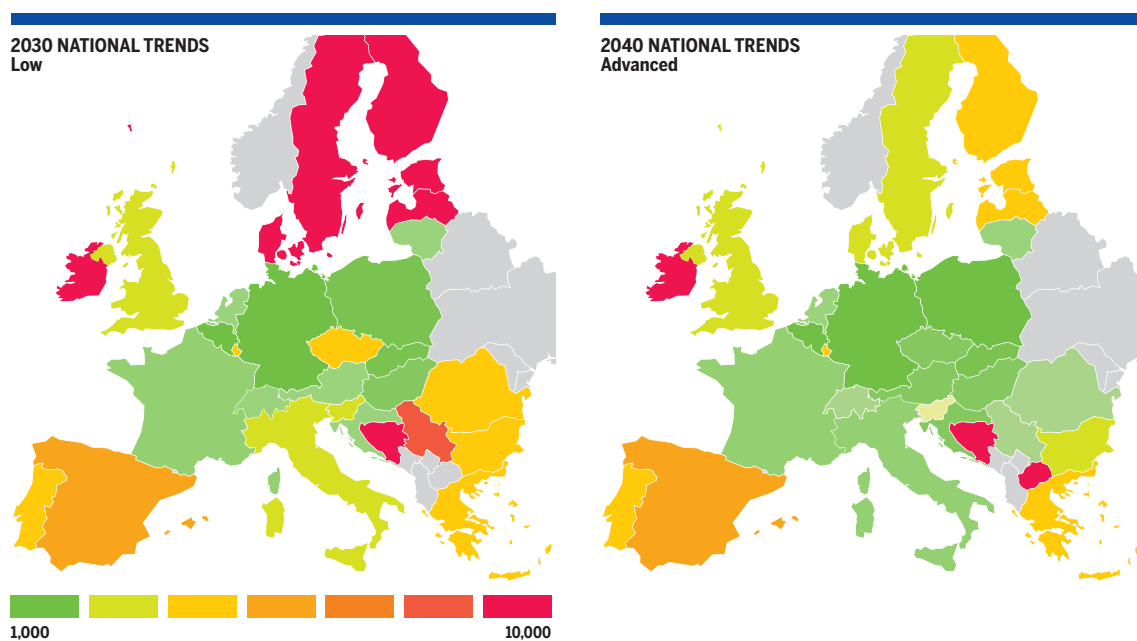 2030 NATIONAL TRENDS
Low
2040 NATIONAL TRENDS
Advanced
1,000
10,000